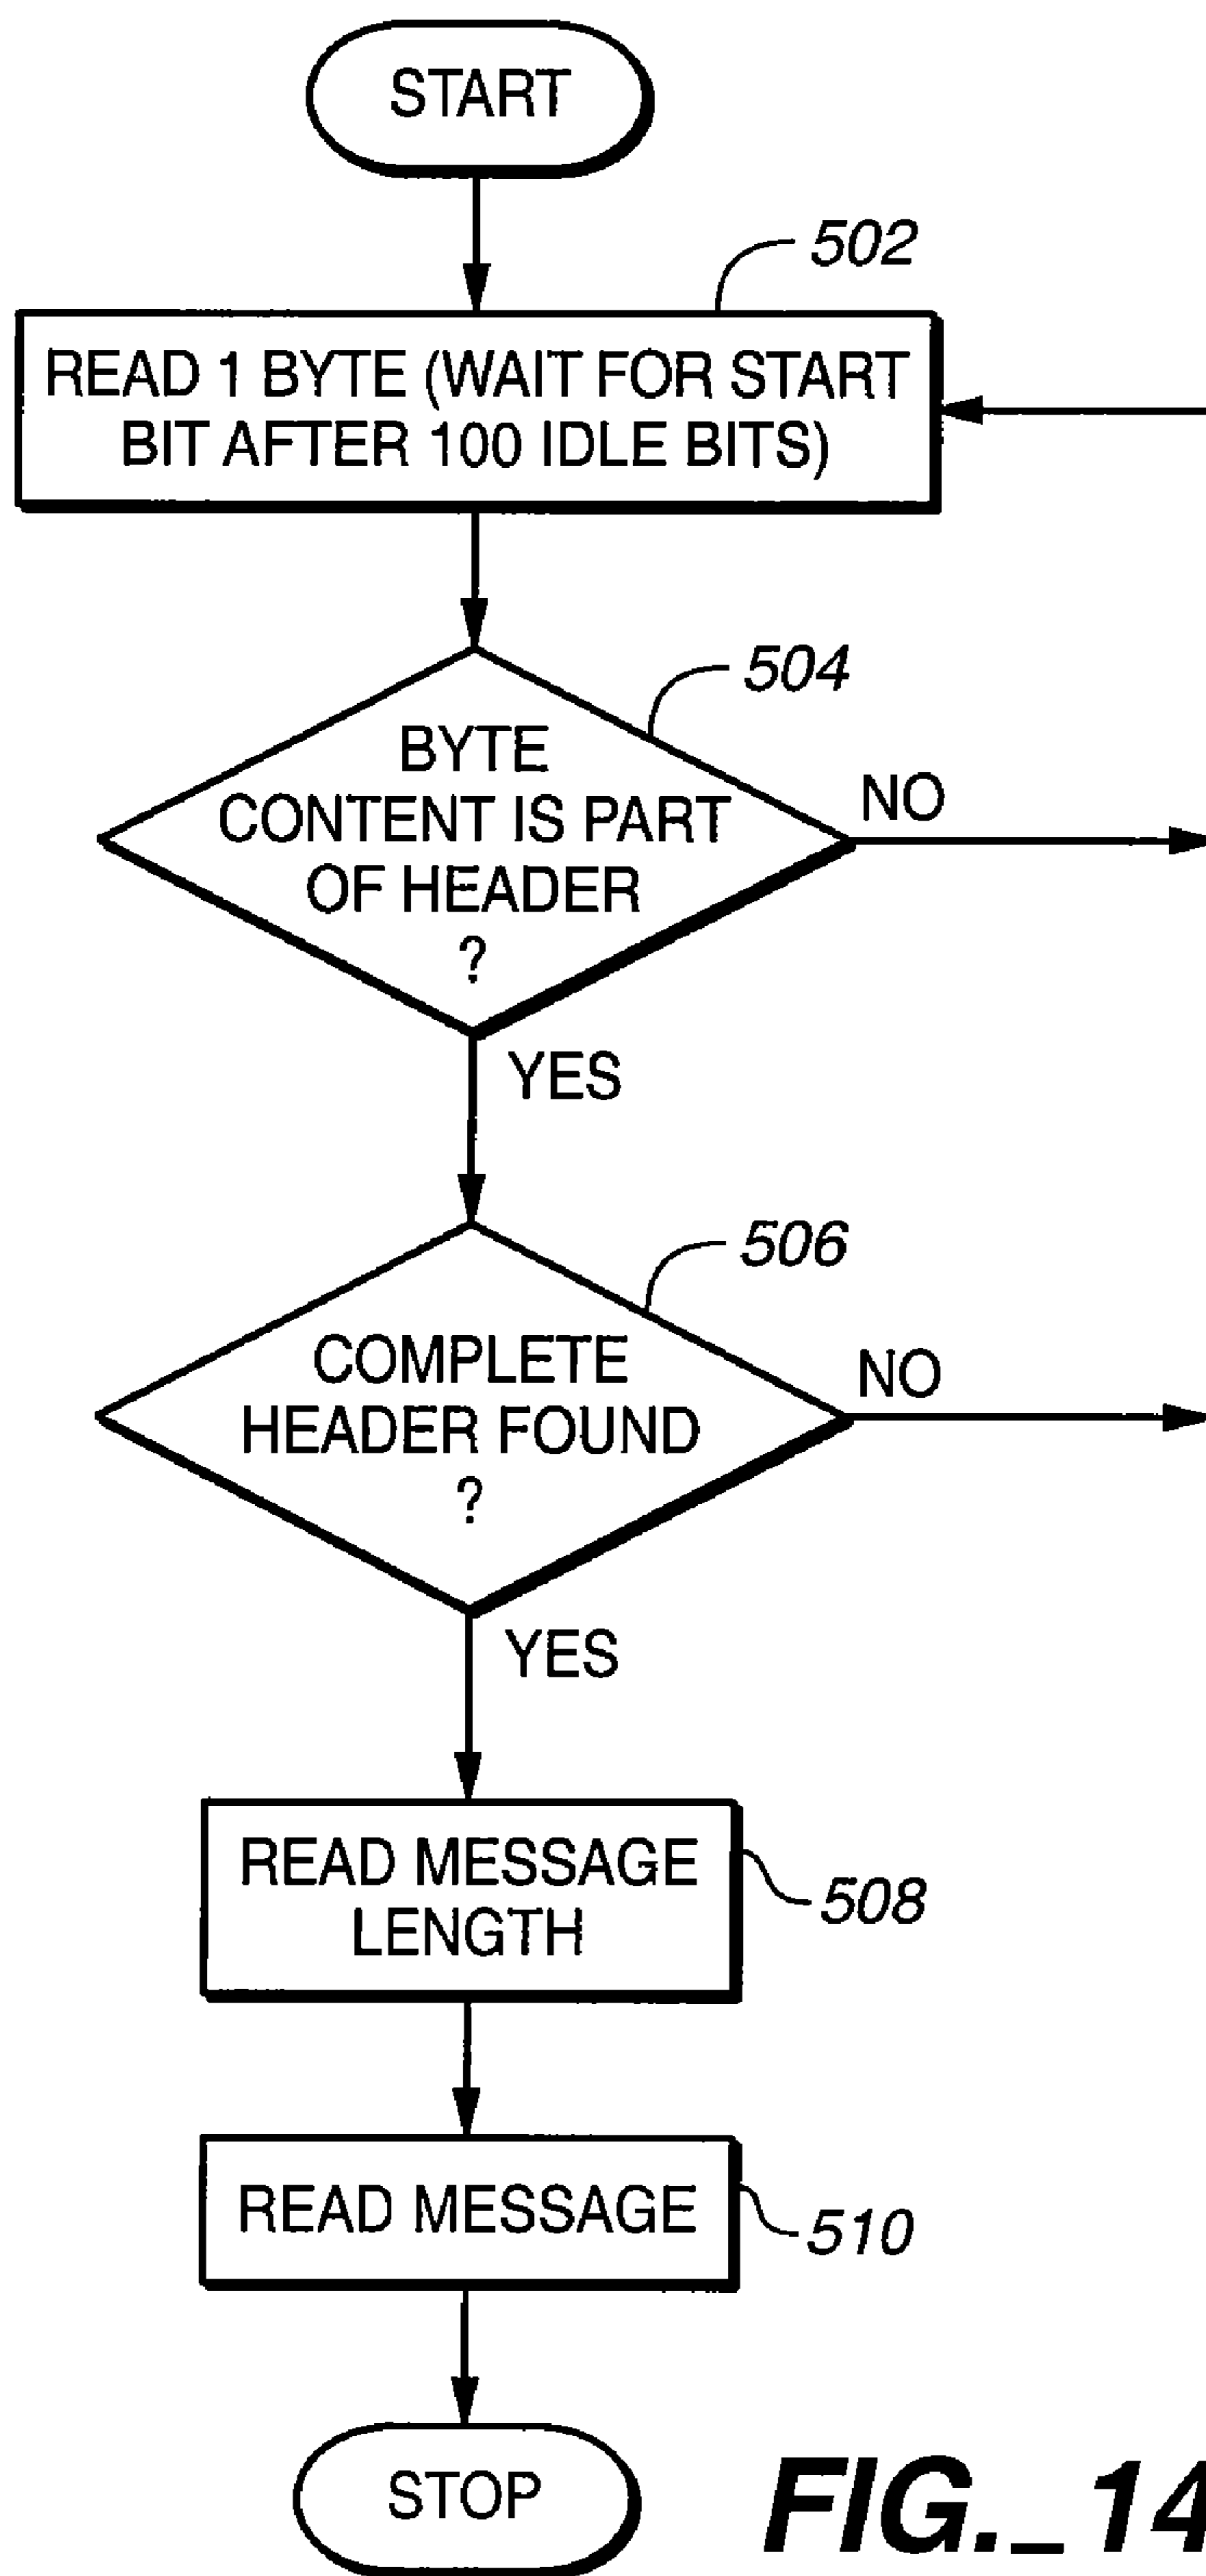 START
502
READ 1 BYTE (WAIT FOR START
BIT AFTER 100 IDLE BITS)
504
BYTE
CONTENT IS PART
OF HEADER
?
NO
YES
506
COMPLETE
HEADER FOUND
?
NO
YES
READ MESSAGE
LENGTH
508
READ MESSAGE
510
STOP
FIG._14